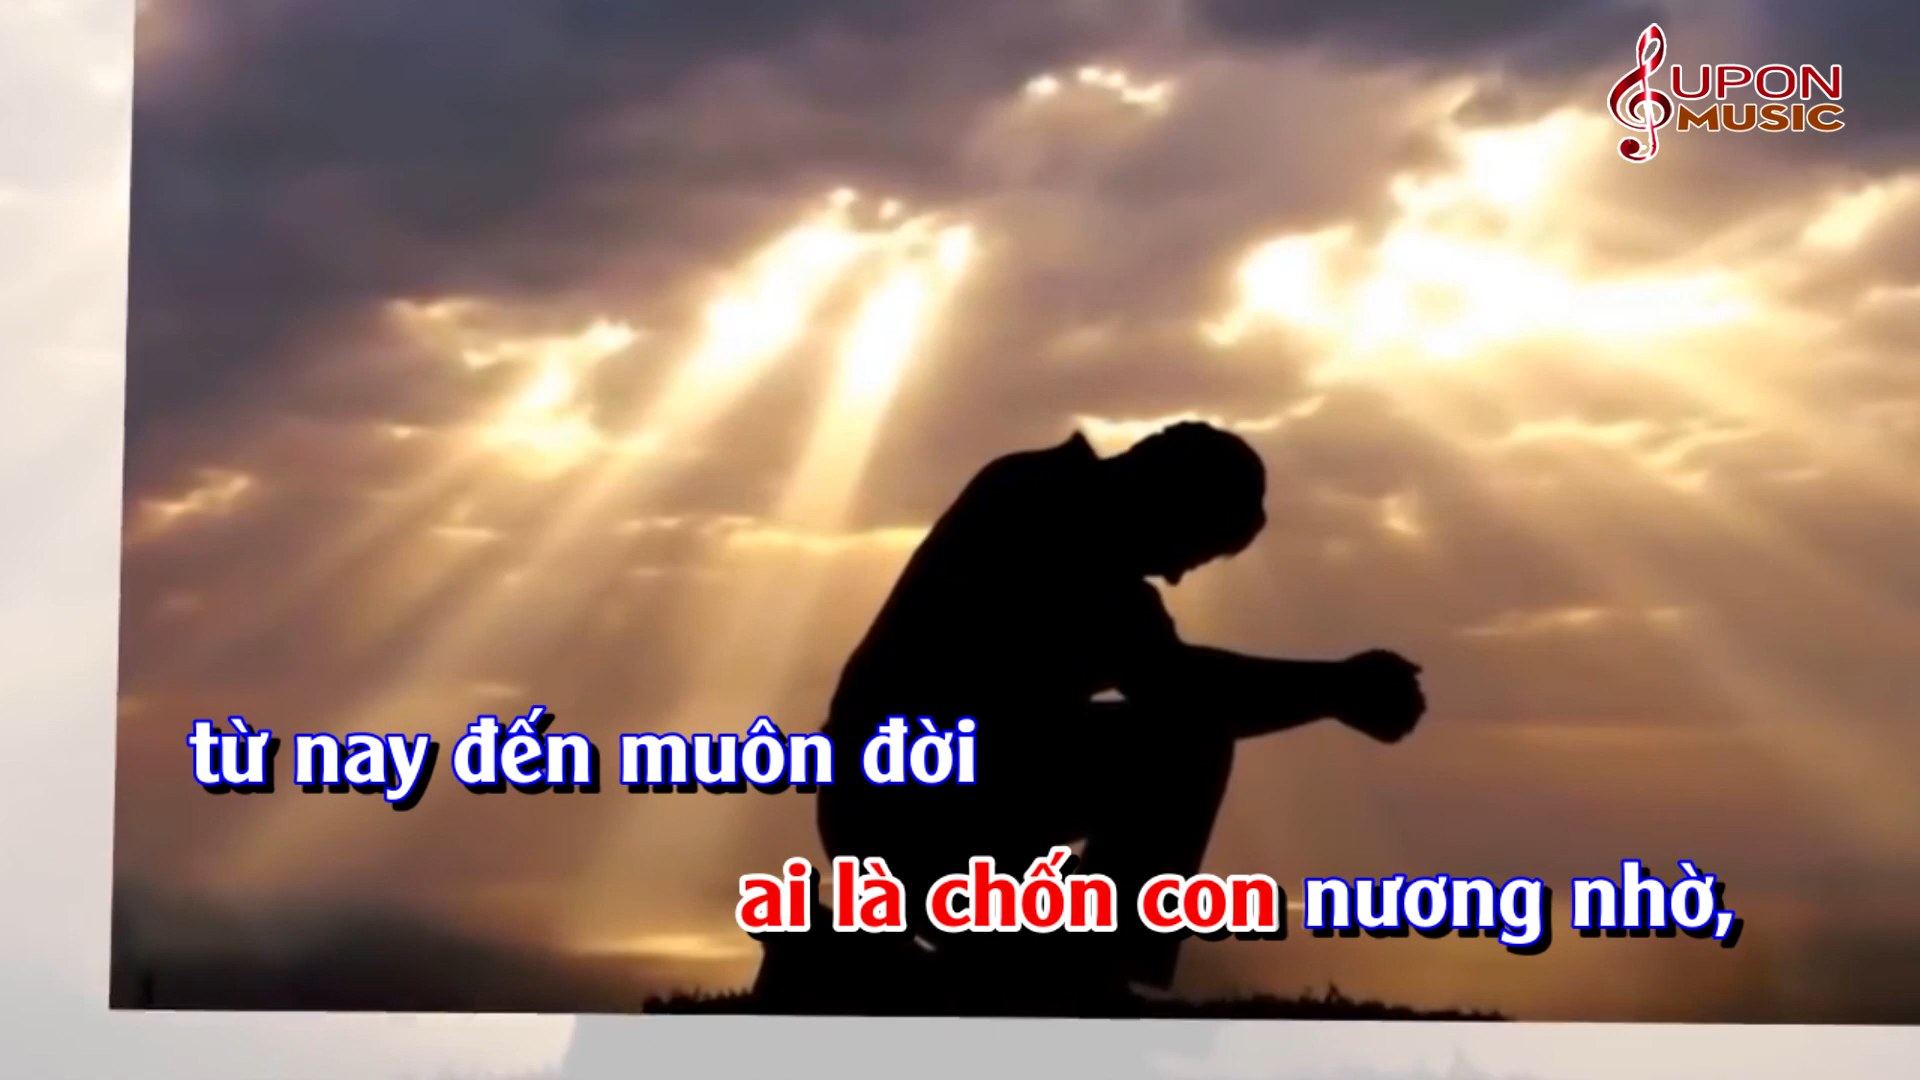 UPON
MUSIC
từ nay đến muôn đời
ai là chốn con nương nhờ,